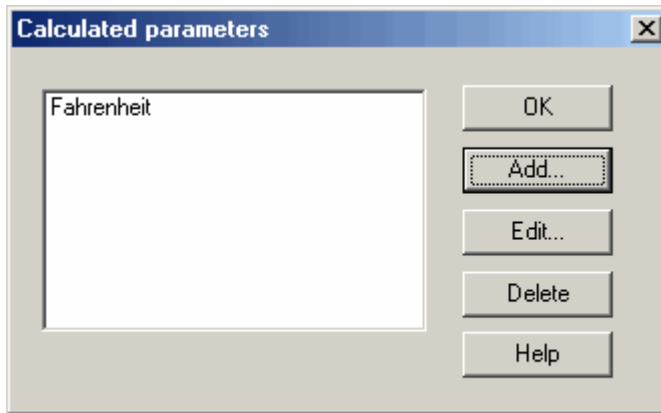 Calculated parameters
Fahrenheit
OK
Add...
Edit...
Delete
Help